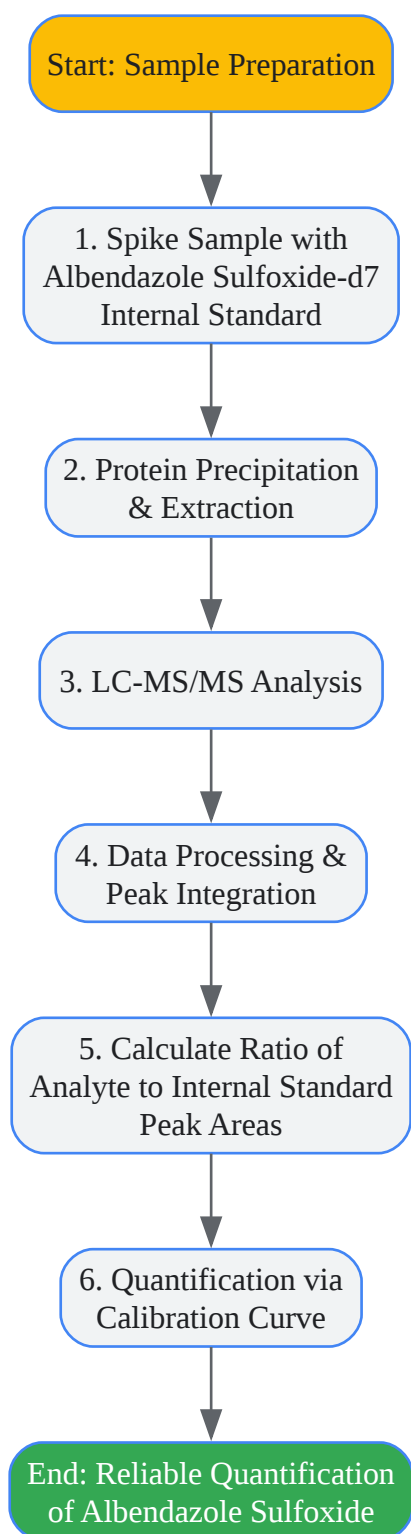 Start: Sample Preparation
1. Spike Sample with
Albendazole Sulfoxide-d7
Internal Standard
2. Protein Precipitation
& Extraction
3. LC-MS/MS Analysis
4. Data Processing &
Peak Integration
5. Calculate Ratio of
Analyte to Internal Standard
Peak Areas
6. Quantification via
Calibration Curve
End: Reliable Quantification
of Albendazole Sulfoxide